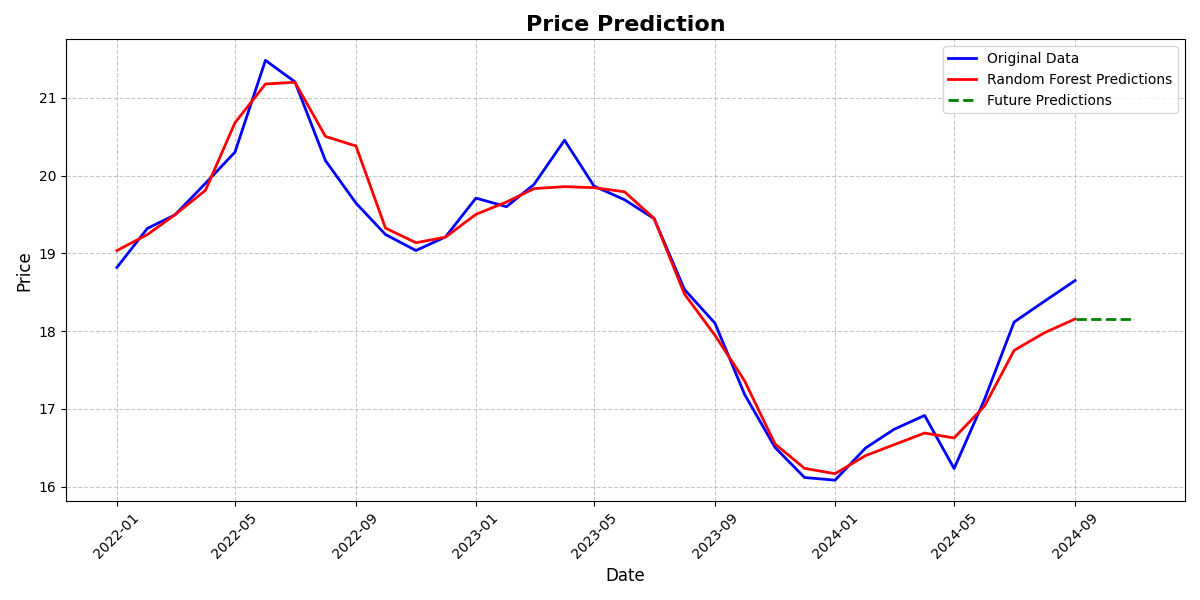 Price Prediction
Original Data
Random Forest Predictions
Future Predictions
Price
21
20
19
18
17
16
2022-01
2022-05
2022-09
2023-01
2023-05
2023-09
2024-01
2024-05
2024-09
Date